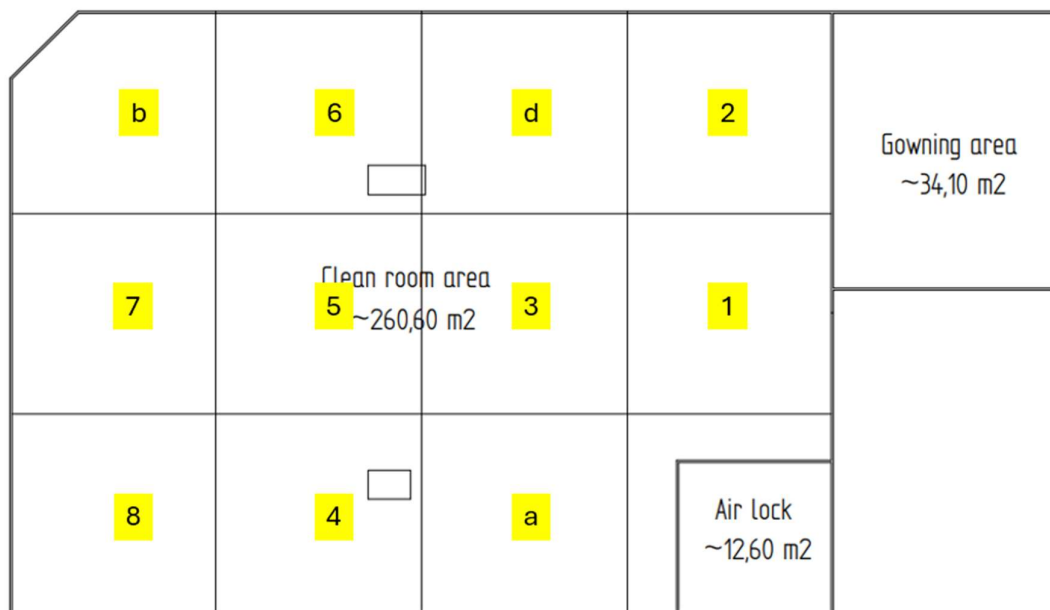 b
6
d
2
Gowning area
~34,10 m2
Clean room area
7
5
~260,60 m2
3
1
8
4
a
Air lock
~12,60 m2